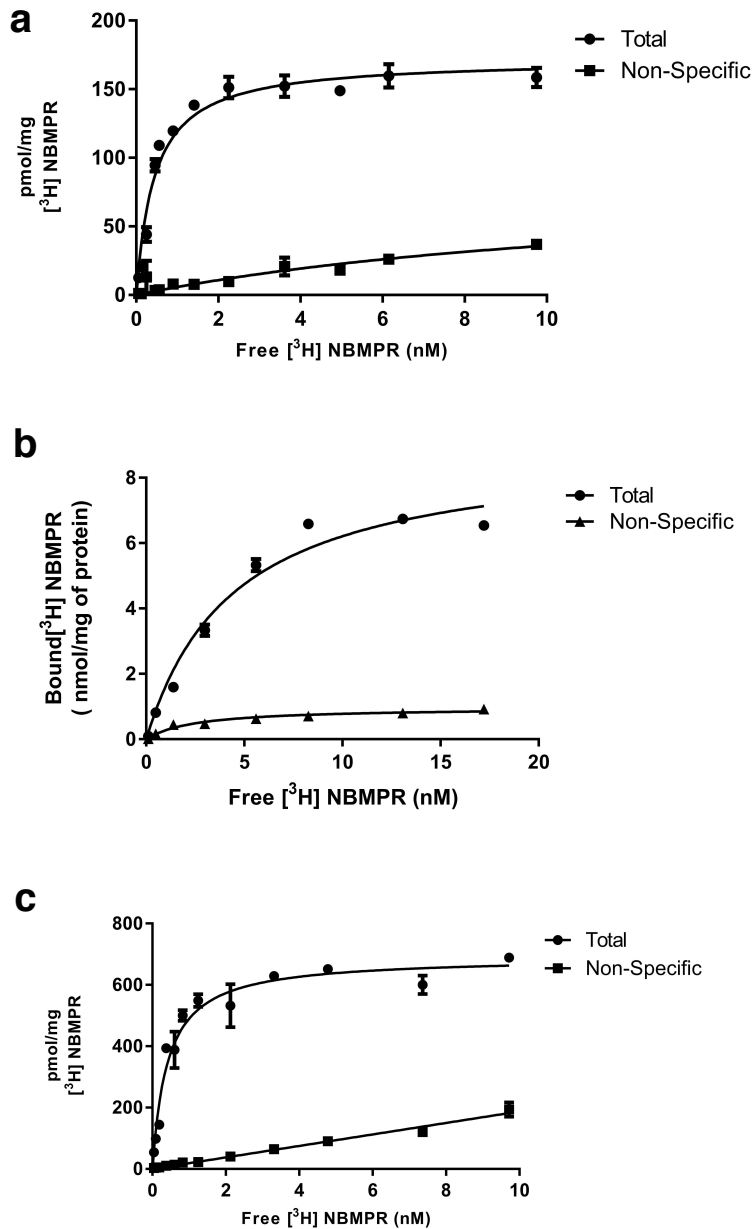 a
200
150
100
50
0
pmol/mg
[³H] NBMPR
0 2 4 6 8 10
Free [³H] NBMPR (nM)
Total
Non-Specific
b
8
6
4
2
0
Bound[³H] NBMPR
( nmol/mg of protein)
0 5 10 15 20
Free [³H] NBMPR (nM)
Total
Non-Specific
c
800
600
400
200
0
pmol/mg
[³H] NBMPR
0 2 4 6 8 10
Free [³H] NBMPR (nM)
Total
Non-Specific